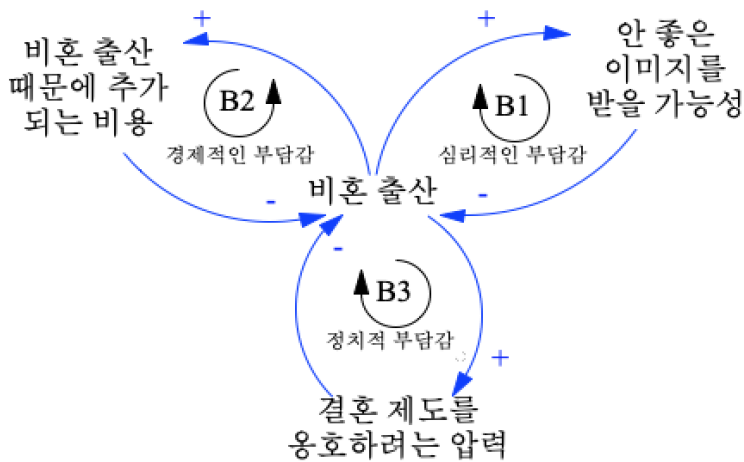 비혼 출산
때문에 추가
되는 비용
+
B2
경제적인 부담감
-
+
안 좋은
이미지를
받을 가능성
B1
심리적인 부담감
-
비혼 출산
-
B3
정치적 부담감
+
결혼 제도를
옹호하려는 압력